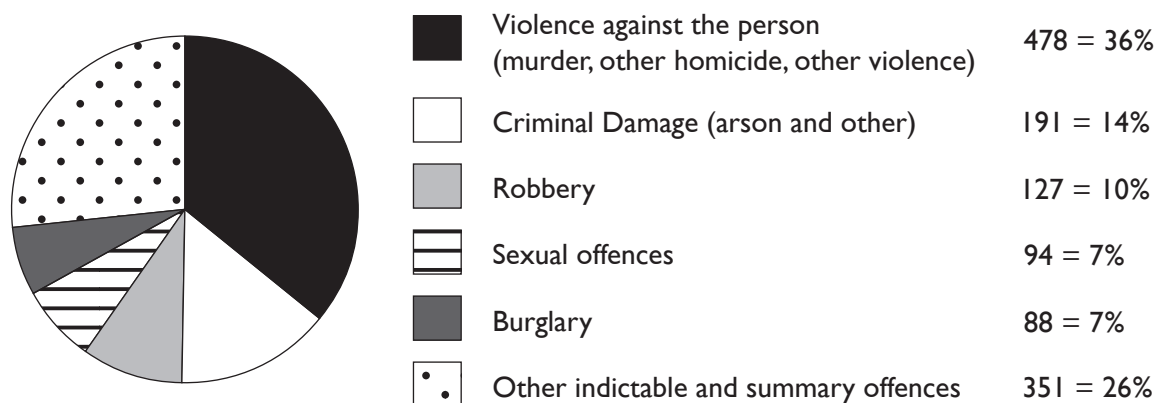 Violence against the person
(murder, other homicide, other violence) 478 = 36%
Criminal Damage (arson and other) 191 = 14%
Robbery 127 = 10%
Sexual offences 94 = 7%
Burglary 88 = 7%
Other indictable and summary offences 351 = 26%